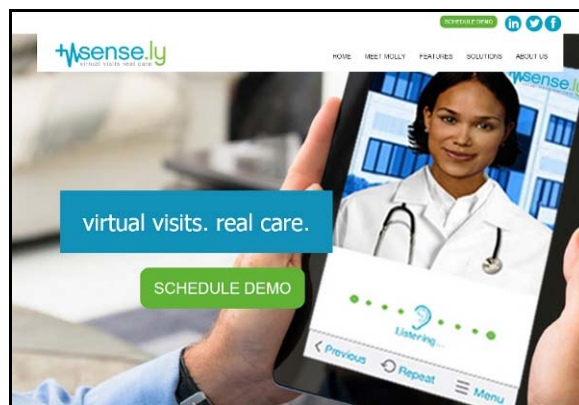 SCHEDULE DEMO
sense.ly
virtual visits real care
HOME MEET MOLLY FEATURES SOLUTIONS ABOUT US
sense.ly
virtual visits. real care.
SCHEDULE DEMO
Listening...
Previous Repeat Menu